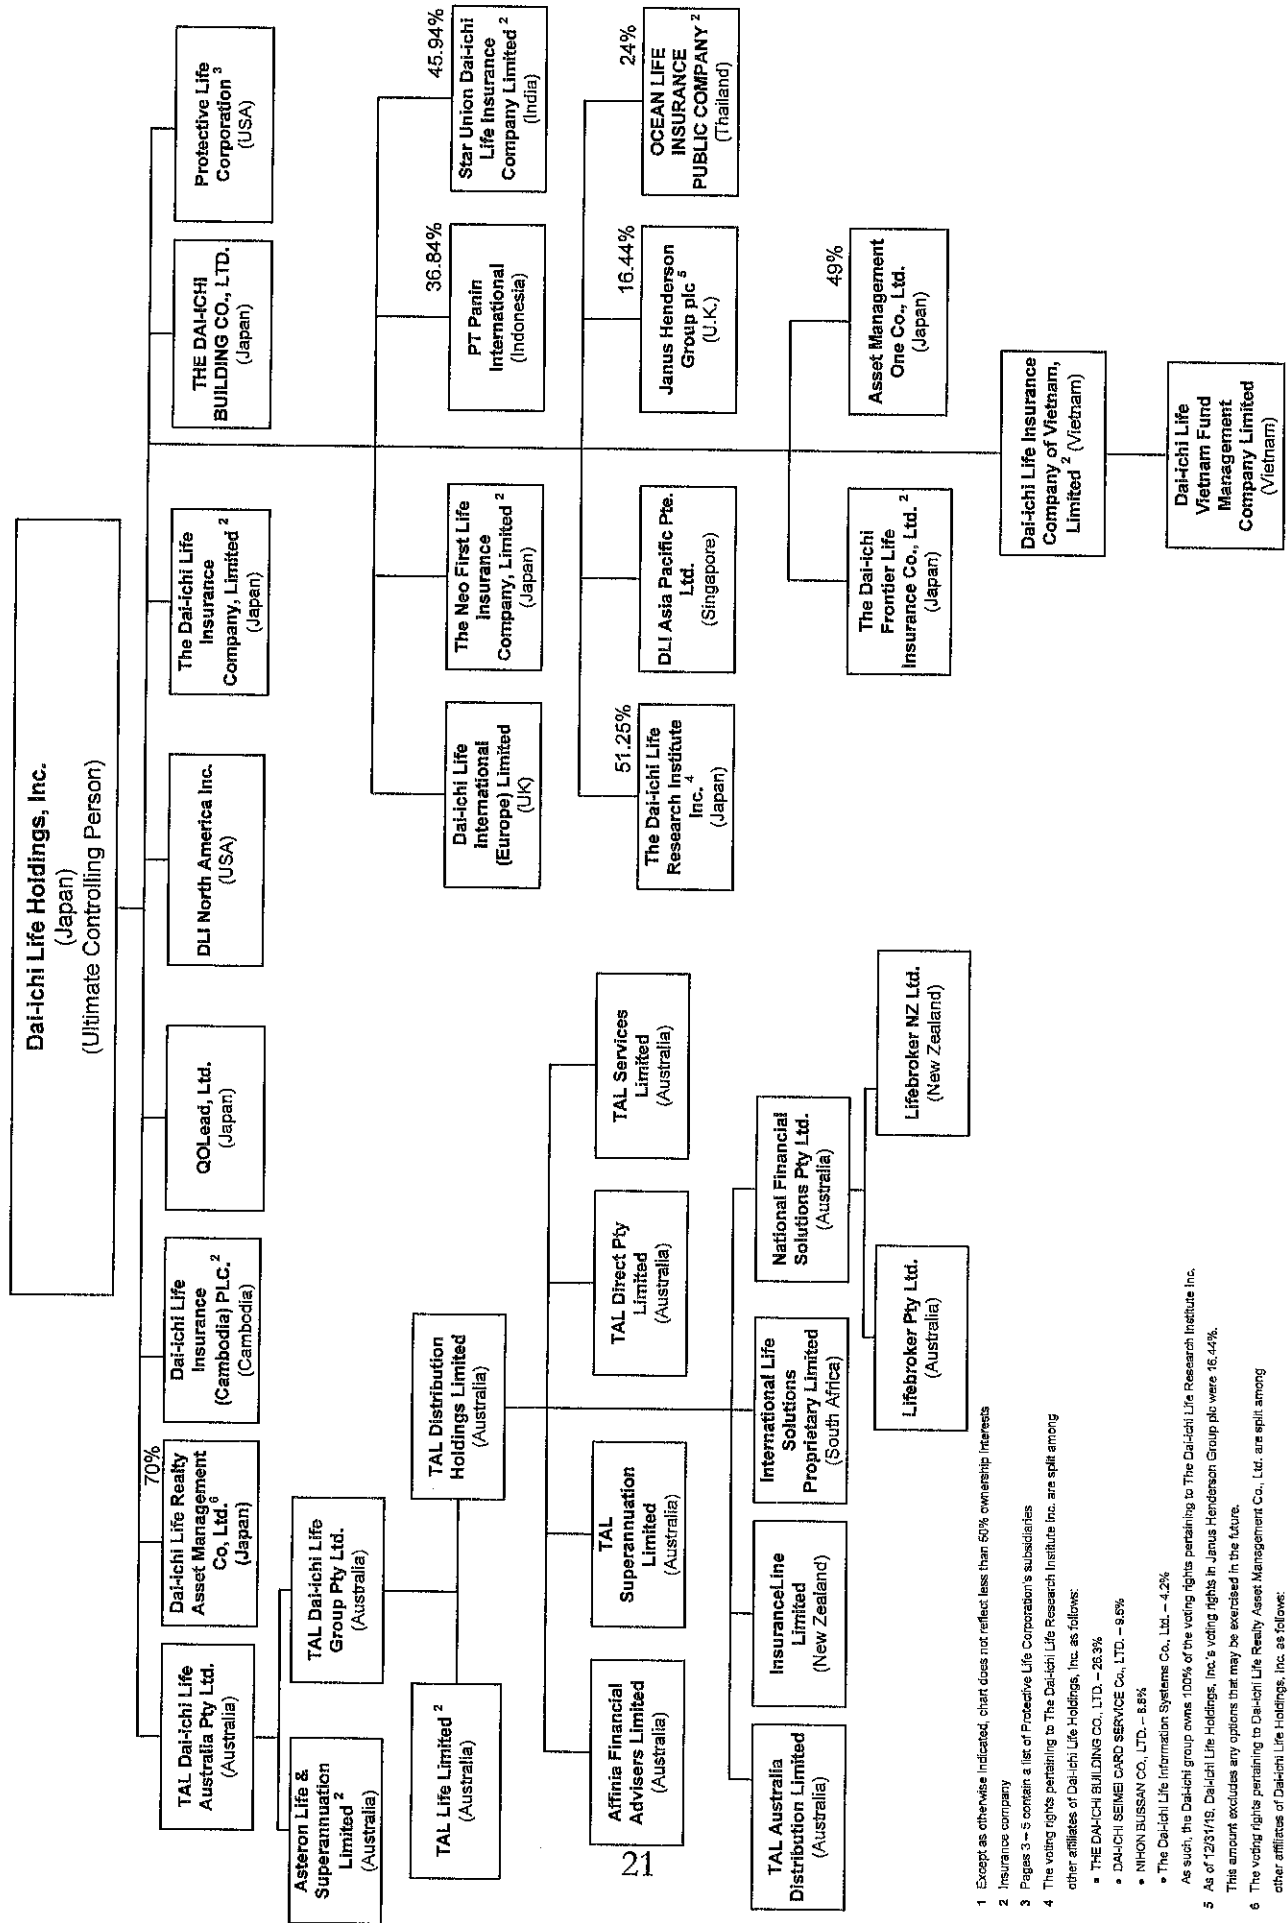 Dai-ichi Life Holdings, Inc.
(Japan)
(Ultimate Controlling Person)
TAL Dai-ichi Life
Australia Pty Ltd.
(Australia)
70%
Dai-ichi Life Realty
Asset Management
Co, Ltd.6
(Japan)
Dai-ichi Life
Insurance
(Cambodia) PLC.2
(Cambodia)
QOLead, Ltd.
(Japan)
DLI North America Inc.
(USA)
The Dai-ichi Life
Insurance
Company, Limited 2
(Japan)
THE DAI-ICHI
BUILDING CO., LTD.
(Japan)
Protective Life
Corporation 3
(USA)
Asteron Life &
Superannuation
Limited 2
(Australia)
TAL Dai-ichi Life
Group Pty Ltd.
(Australia)
TAL Life Limited 2
(Australia)
TAL Distribution
Holdings Limited
(Australia)
Affinia Financial
Advisers Limited
(Australia)
TAL
Superannuation
Limited
(Australia)
TAL Direct Pty
Limited
(Australia)
TAL Services
Limited
(Australia)
TAL Australia
Distribution Limited
(Australia)
InsuranceLine
Limited
(New Zealand)
International Life
Solutions
Proprietary Limited
(South Africa)
National Financial
Solutions Pty Ltd.
(Australia)
Lifebroker Pty Ltd.
(Australia)
Lifebroker NZ Ltd.
(New Zealand)
Dai-ichi Life
International
(Europe) Limited
(UK)
The Neo First Life
Insurance
Company, Limited 2
(Japan)
36.84%
PT Panin
International
(Indonesia)
45.94%
Star Union Dai-ichi
Life Insurance
Company Limited 2
(India)
51.25%
The Dai-ichi Life
Research Institute
Inc. 4
(Japan)
DLI Asia Pacific Pte.
Ltd.
(Singapore)
16.44%
Janus Henderson
Group plc 5
(U.K.)
24%
OCEAN LIFE
INSURANCE
PUBLIC COMPANY 2
(Thailand)
The Dai-ichi
Frontier Life
Insurance Co., Ltd. 2
(Japan)
49%
Asset Management
One Co., Ltd.
(Japan)
Dai-ichi Life Insurance
Company of Vietnam,
Limited 2 (Vietnam)
Dai-ichi Life
Vietnam Fund
Management
Company Limited
(Vietnam)
1 Except as otherwise indicated, chart does not reflect less than 50% ownership interests
2 Insurance company
3 Pages 3 – 5 contain a list of Protective Life Corporation's subsidiaries
4 The voting rights pertaining to The Dai-ichi Life Research Institute Inc. are split among
other affiliates of Dai-ichi Life Holdings, Inc. as follows:
• THE DAI-ICHI BUILDING CO., LTD. – 26.3%
• DAI-ICHI SEIMEI CARD SERVICE Co., LTD. – 9.5%
• NIHON BUSSAN CO., LTD. – 8.8%
• The Dai-ichi Life Information Systems Co., Ltd. – 4.2%
As such, the Dai-ichi group owns 100% of the voting rights pertaining to The Dai-ichi Life Research Institute Inc.
5 As of 12/31/19, Dai-ichi Life Holdings, Inc.'s voting rights in Janus Henderson Group plc were 16.44%.
This amount excludes any options that may be exercised in the future.
6 The voting rights pertaining to Dai-ichi Life Realty Asset Management Co., Ltd. are split among
other affiliates of Dai-ichi Life Holdings, Inc. as follows:
21